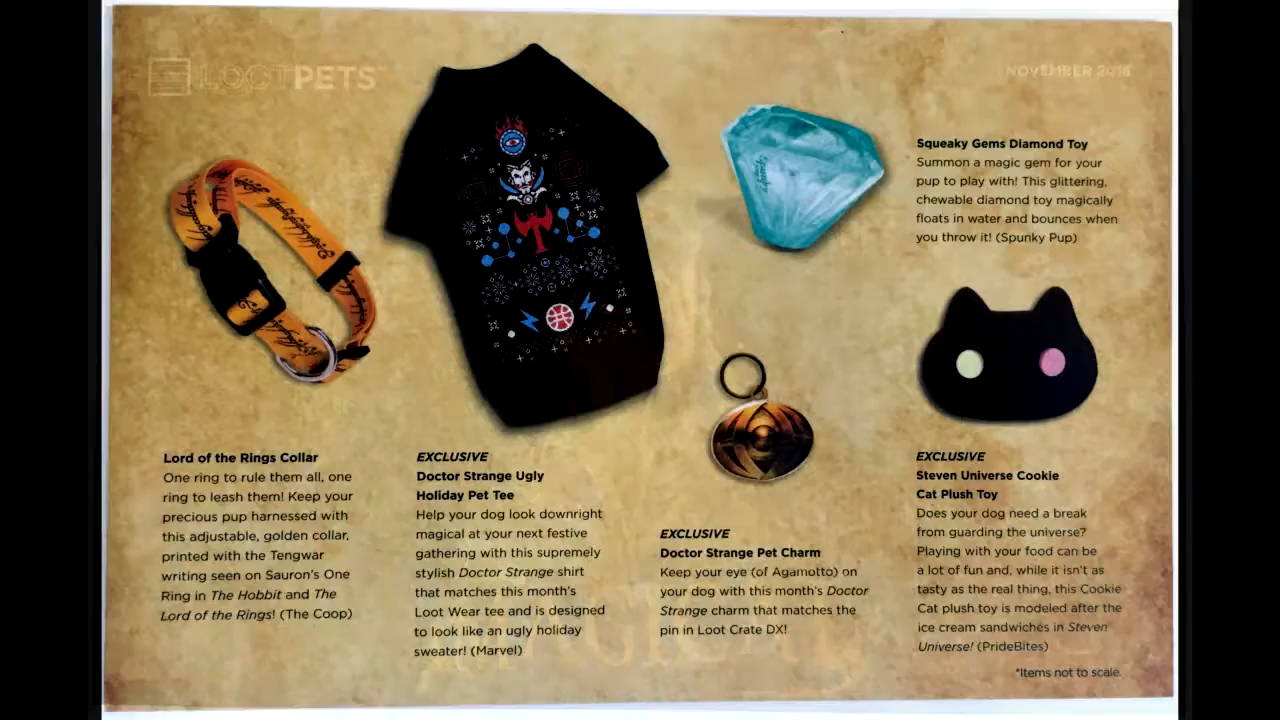 LOOTPETS
NOVEMBER 2016
Squeaky Gems Diamond Toy
Summon a magic gem for your
pup to play with! This glittering,
chewable diamond toy magically
floats in water and bounces when
you throw it! (Spunky Pup)
Lord of the Rings Collar
One ring to rule them all, one
ring to leash them! Keep your
precious pup harnessed with
this adjustable, golden collar,
printed with the Tengwar
writing seen on Sauron's One
Ring in The Hobbit and The
Lord of the Rings! (The Coop)
EXCLUSIVE
Doctor Strange Ugly
Holiday Pet Tee
Help your dog look downright
magical at your next festive
gathering with this supremely
stylish Doctor Strange shirt
that matches this month's
Loot Wear tee and is designed
to look like an ugly holiday
sweater! (Marvel)
EXCLUSIVE
Doctor Strange Pet Charm
Keep your eye (of Agamotto) on
your dog with this month's Doctor
Strange charm that matches the
pin in Loot Crate DX!
EXCLUSIVE
Steven Universe Cookie
Cat Plush Toy
Does your dog need a break
from guarding the universe?
Playing with your food can be
a lot of fun and, while it isn't as
tasty as the real thing, this Cookie
Cat plush toy is modeled after the
ice cream sandwiches in Steven
Universe! (PrideBites)
*Items not to scale.